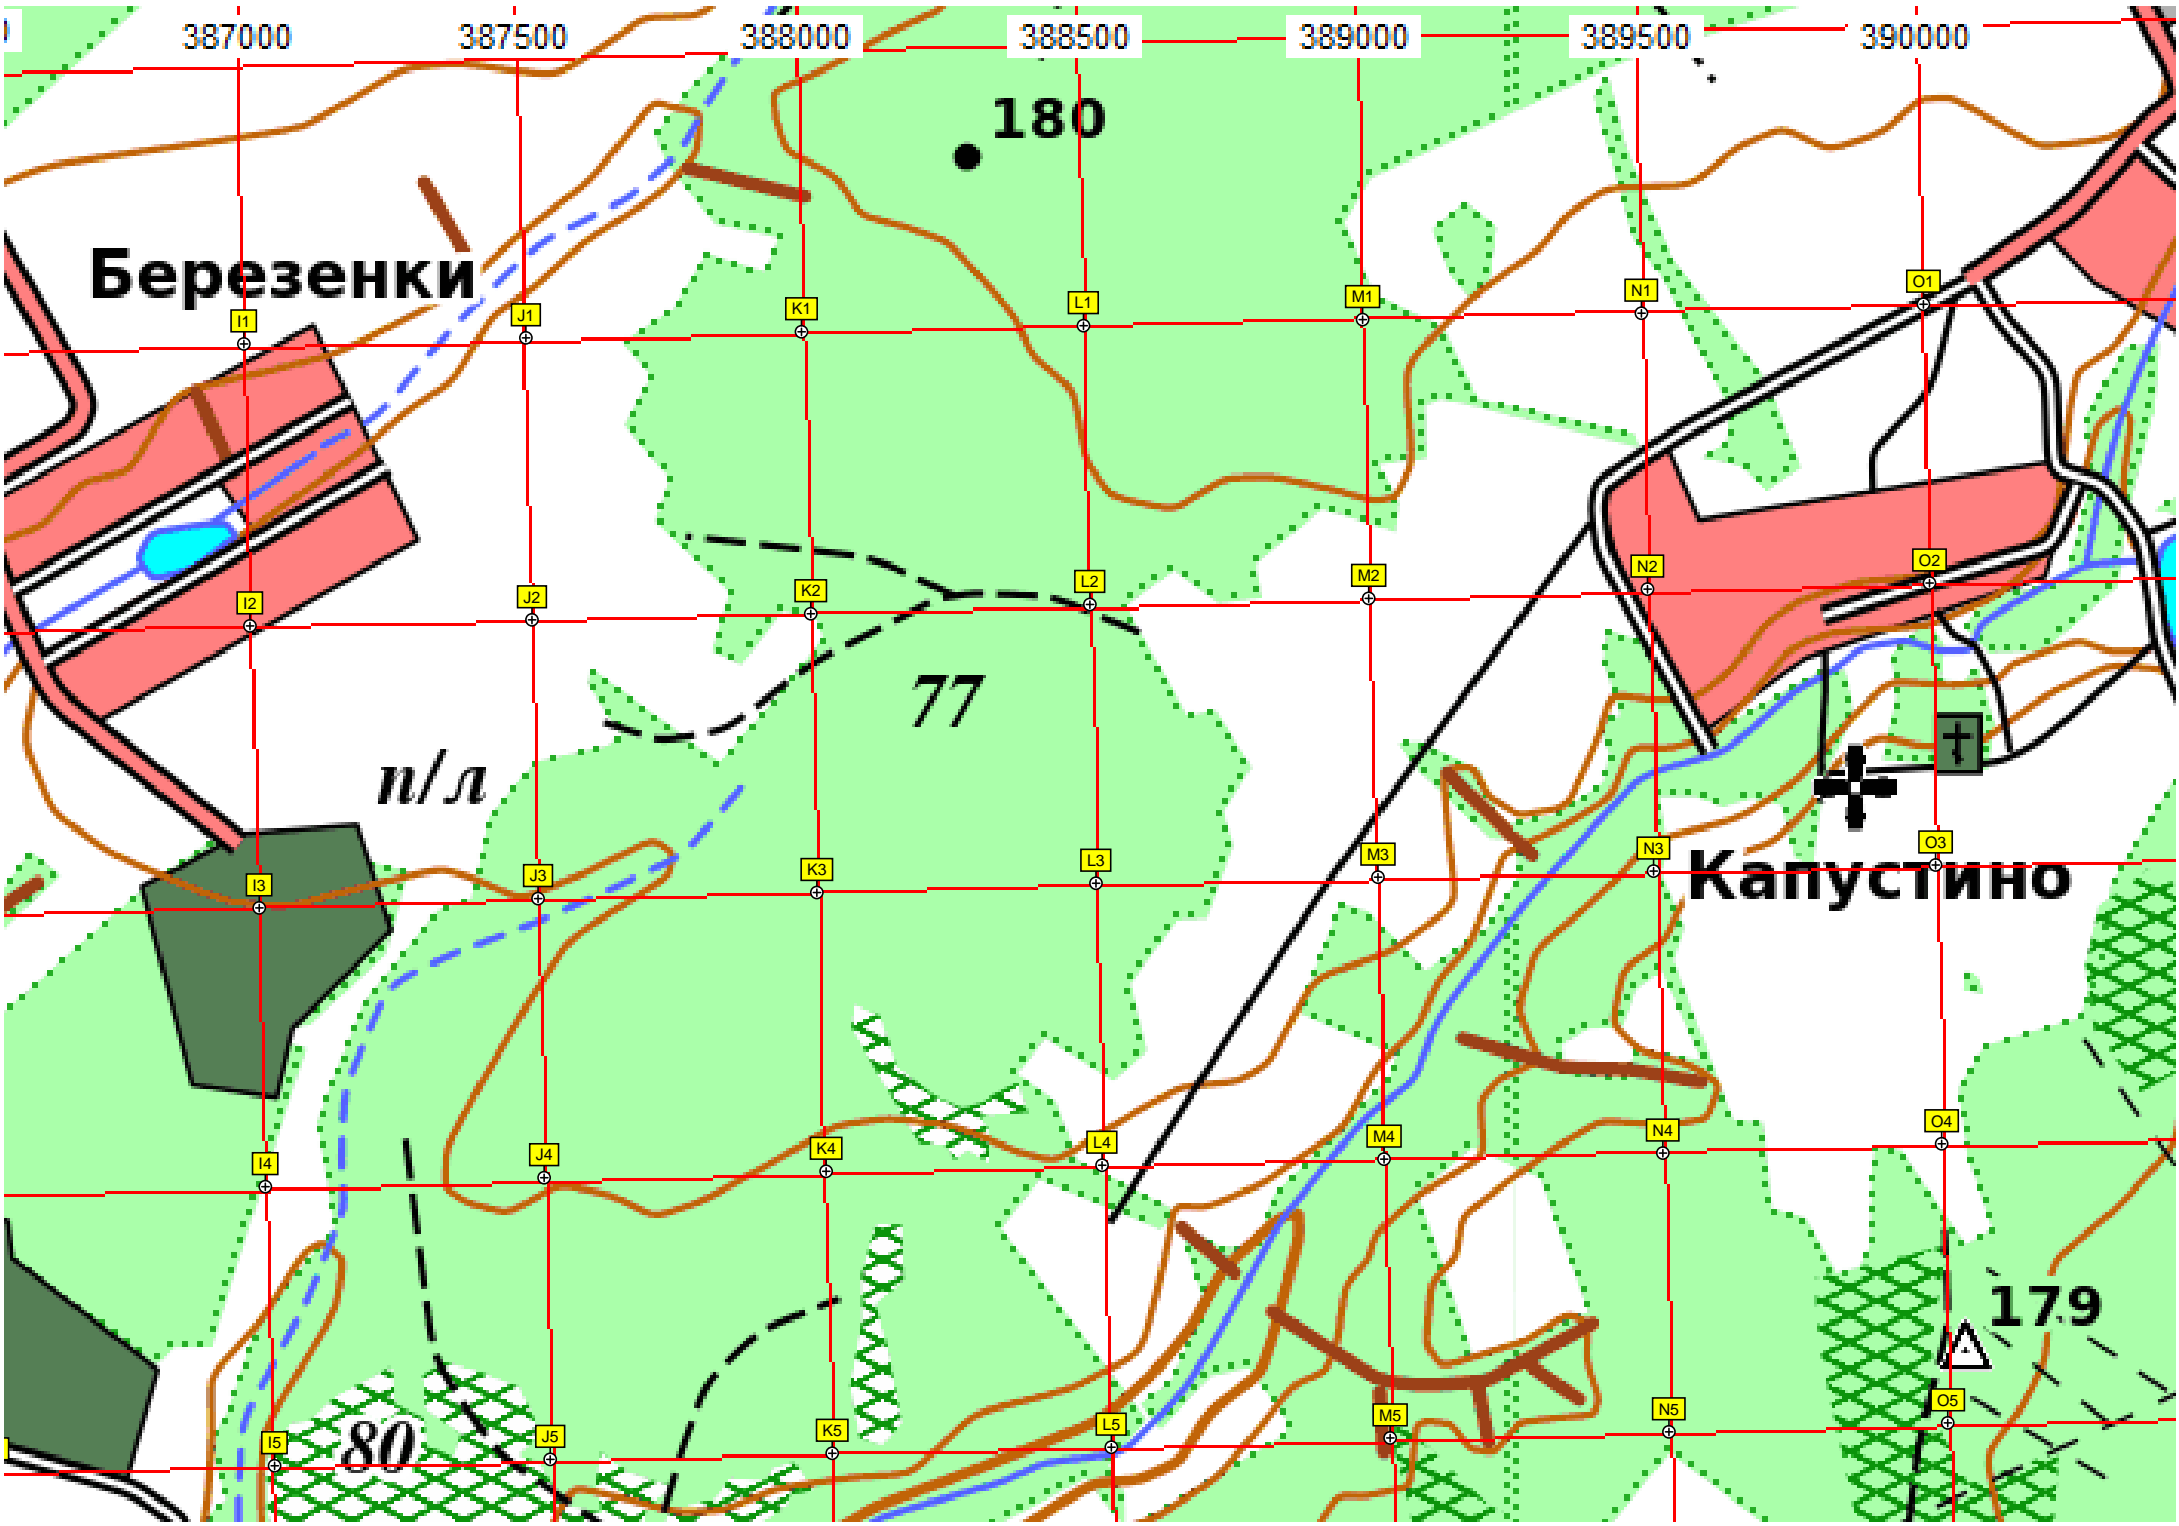 387000 387500 388000 388500 389000 389500 390000
180
Березенки
I1 J1 K1 L1 M1 N1 O1
I2 J2 K2 L2 M2 N2 O2
77
п/л
I3 J3 K3 L3 M3 N3 O3
Капустино
I4 J4 K4 L4 M4 N4 O4
179
I5 J5 K5 L5 M5 N5 O5
80